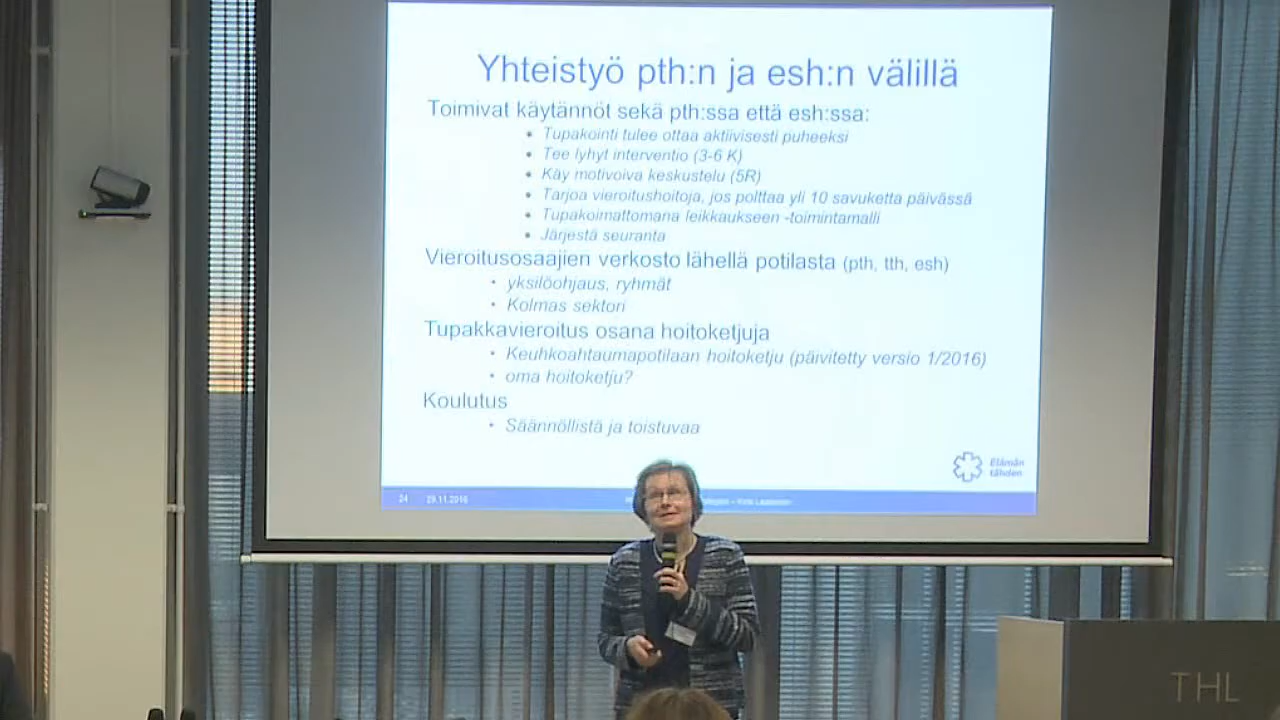 Yhteistyö pth:n ja esh:n välillä
Toimivat käytännöt sekä pth:ssa että esh:ssa:
• Tupakointi tulee ottaa aktiivisesti puheeksi
• Tee lyhyt interventio (3-6 K)
• Käy motivoiva keskustelu (5R)
• Tarjoa vieroitushoitoja, jos polttaa yli 10 savuketta päivässä
• Tupakoimattomana leikkaukseen -toimintamalli
• Järjestä seuranta
Vieroitusosaajien verkosto lähellä potilasta (pth, tth, esh)
• yksilöohjaus, ryhmät
• Kolmas sektori
Tupakkavieroitus osana hoitoketjuja
• Keuhkoahtaumapotilaan hoitoketju (päivitetty versio 1/2016)
• oma hoitoketju?
Koulutus
• Säännöllistä ja toistuvaa
Elämän
tähden
24 29.11.2016
THL